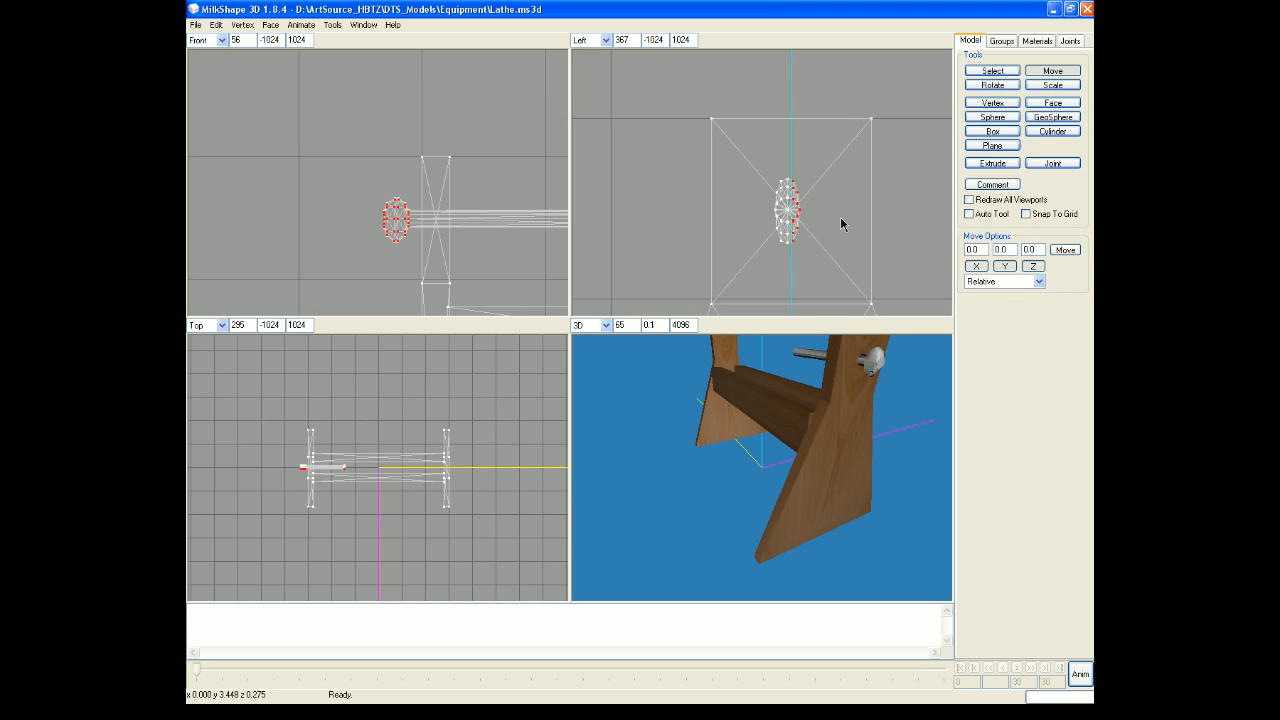 MilkShape 3D 1.8.4 - D:\ArtSource_HBTZ\DTS_Models\Equipment\Lathe.ms3d
File Edit Vertex Face Animate Tools Window Help
Front 56 -1024 1024
Left 367 -1024 1024
Model Groups Materials Joints
Tools
Select Move
Rotate Scale
Vertex Face
Sphere GeoSphere
Box Cylinder
Plane
Extrude Joint
Comment
Redraw All Viewports
Auto Tool Snap To Grid
Move Options
0.0 0.0 0.0 Move
X Y Z
Relative
Top 295 -1024 1024
3D 65 0.1 4096
0 30 30
Anim
x 0.000 y 3.448 z 0.275 Ready.